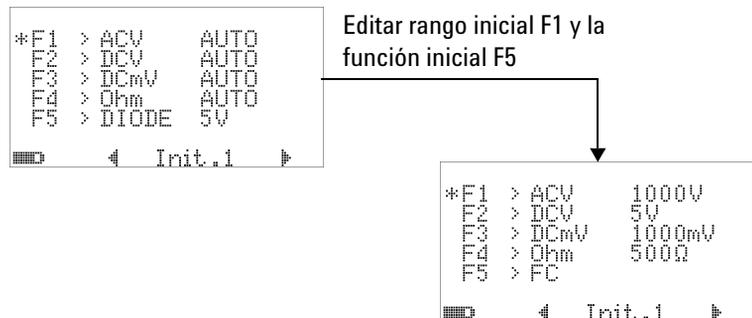 *F1 > ACV AUTO
F2 > DCV AUTO
F3 > DCmV AUTO
F4 > Ohm AUTO
F5 > DIODE 5V
Init.1
Editar rango inicial F1 y la
función inicial F5
*F1 > ACV 1000V
F2 > DCV 5V
F3 > DCmV 1000mV
F4 > Ohm 500Ω
F5 > FC
Init.1